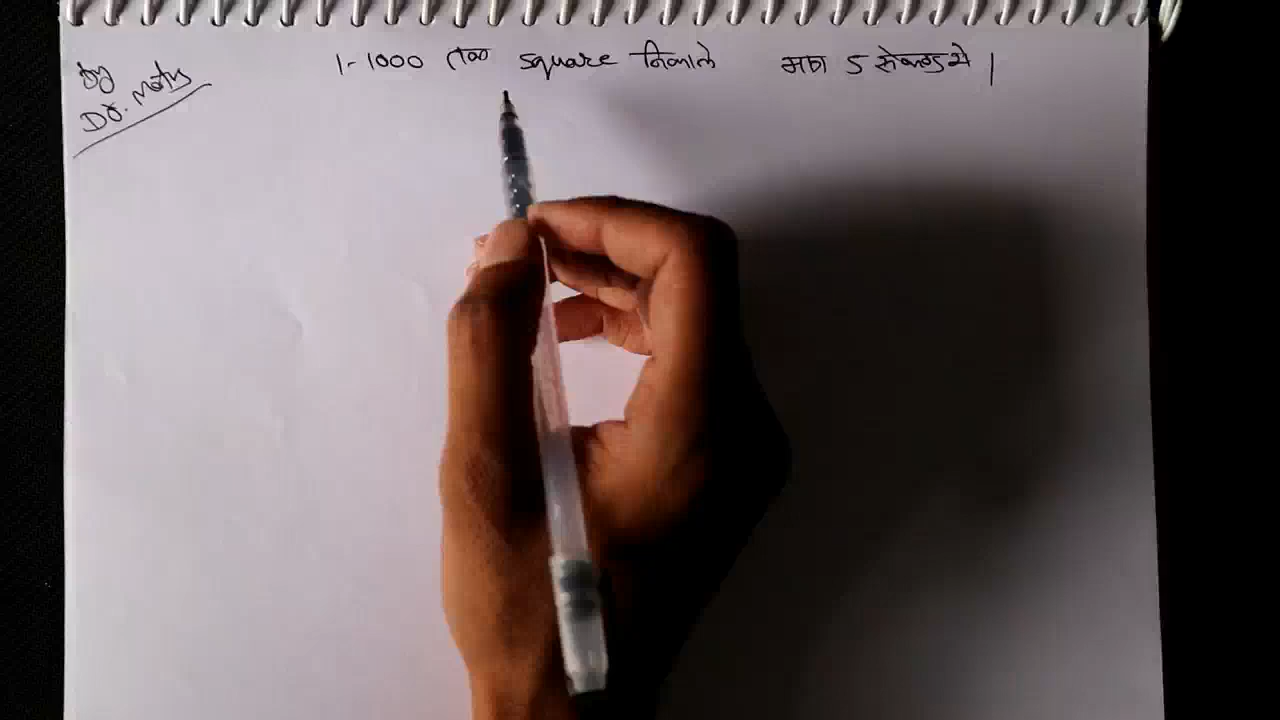 by
Dr. Maths
1-1000 तक square निकाले मात्र 5 सेकण्ड मे ।